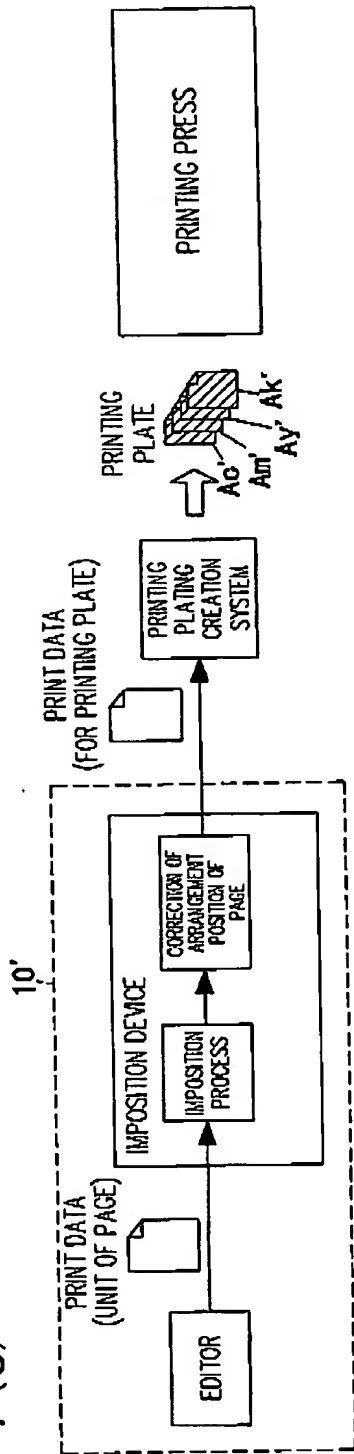 10'
PRINT DATA
(UNIT OF PAGE)
EDITOR
IMPOSITION DEVICE
IMPOSITION
PROCESS
CORRECTION OF
ARRANGEMENT
POSITION OF
PAGE
PRINT DATA
(FOR PRINTING PLATE)
PRINTING
PLATING
CREATION
SYSTEM
PRINTING
PLATE
Ac'
Am'
Ay'
Ak'
PRINTING PRESS